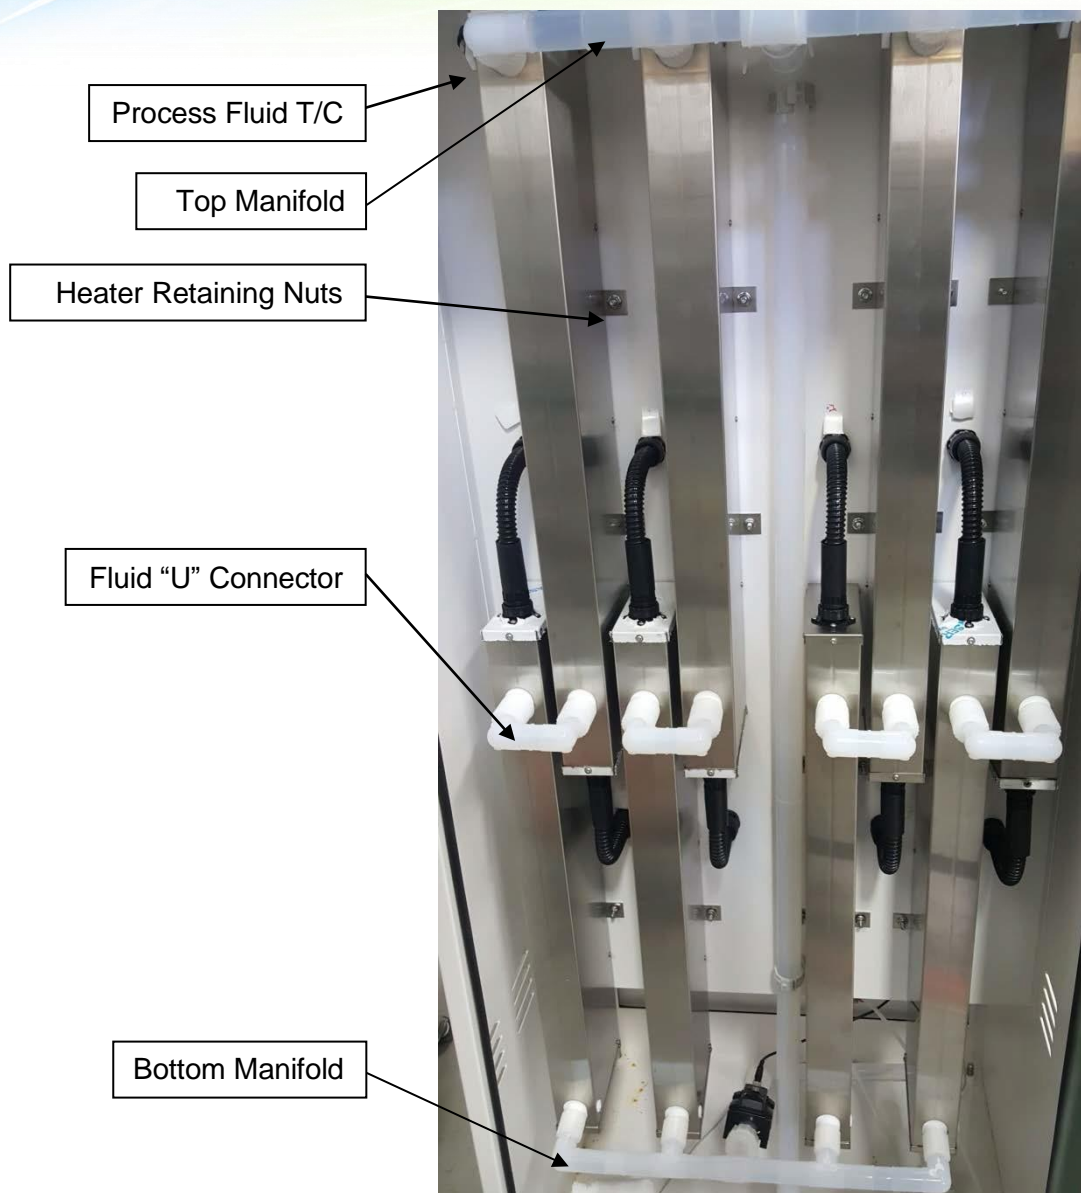 Process Fluid T/C
Top Manifold
Heater Retaining Nuts
Fluid “U” Connector
Bottom Manifold